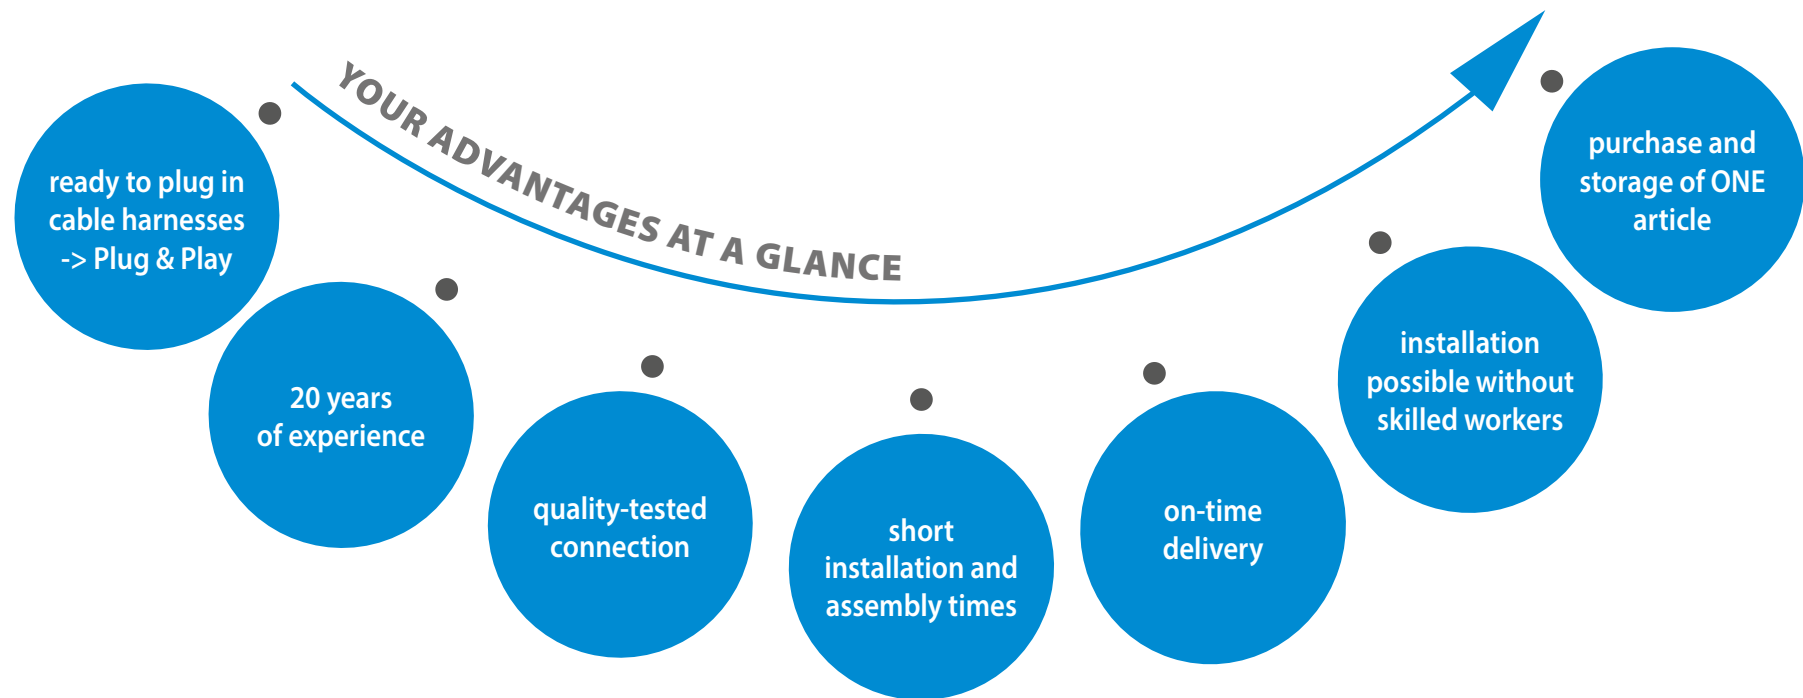 YOUR ADVANTAGES AT A GLANCE
ready to plug in
cable harnesses
-> Plug & Play
20 years
of experience
quality-tested
connection
short
installation and
assembly times
on-time
delivery
installation
possible without
skilled workers
purchase and
storage of ONE
article